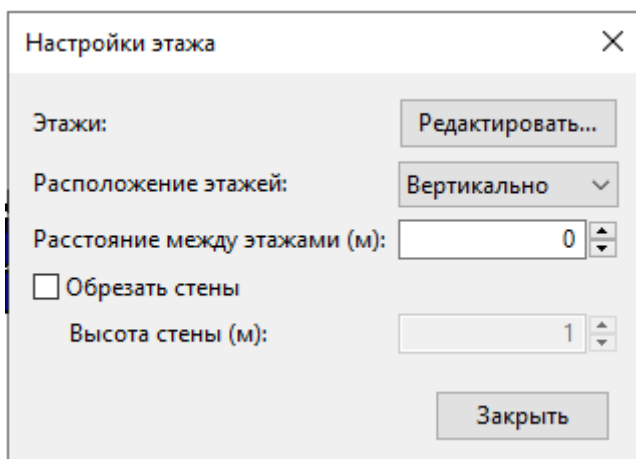 Настройки этажа
Этажи: Редактировать...
Расположение этажей: Вертикально
Расстояние между этажами (м): 0
Обрезать стены
Высота стены (м): 1
Закрыть